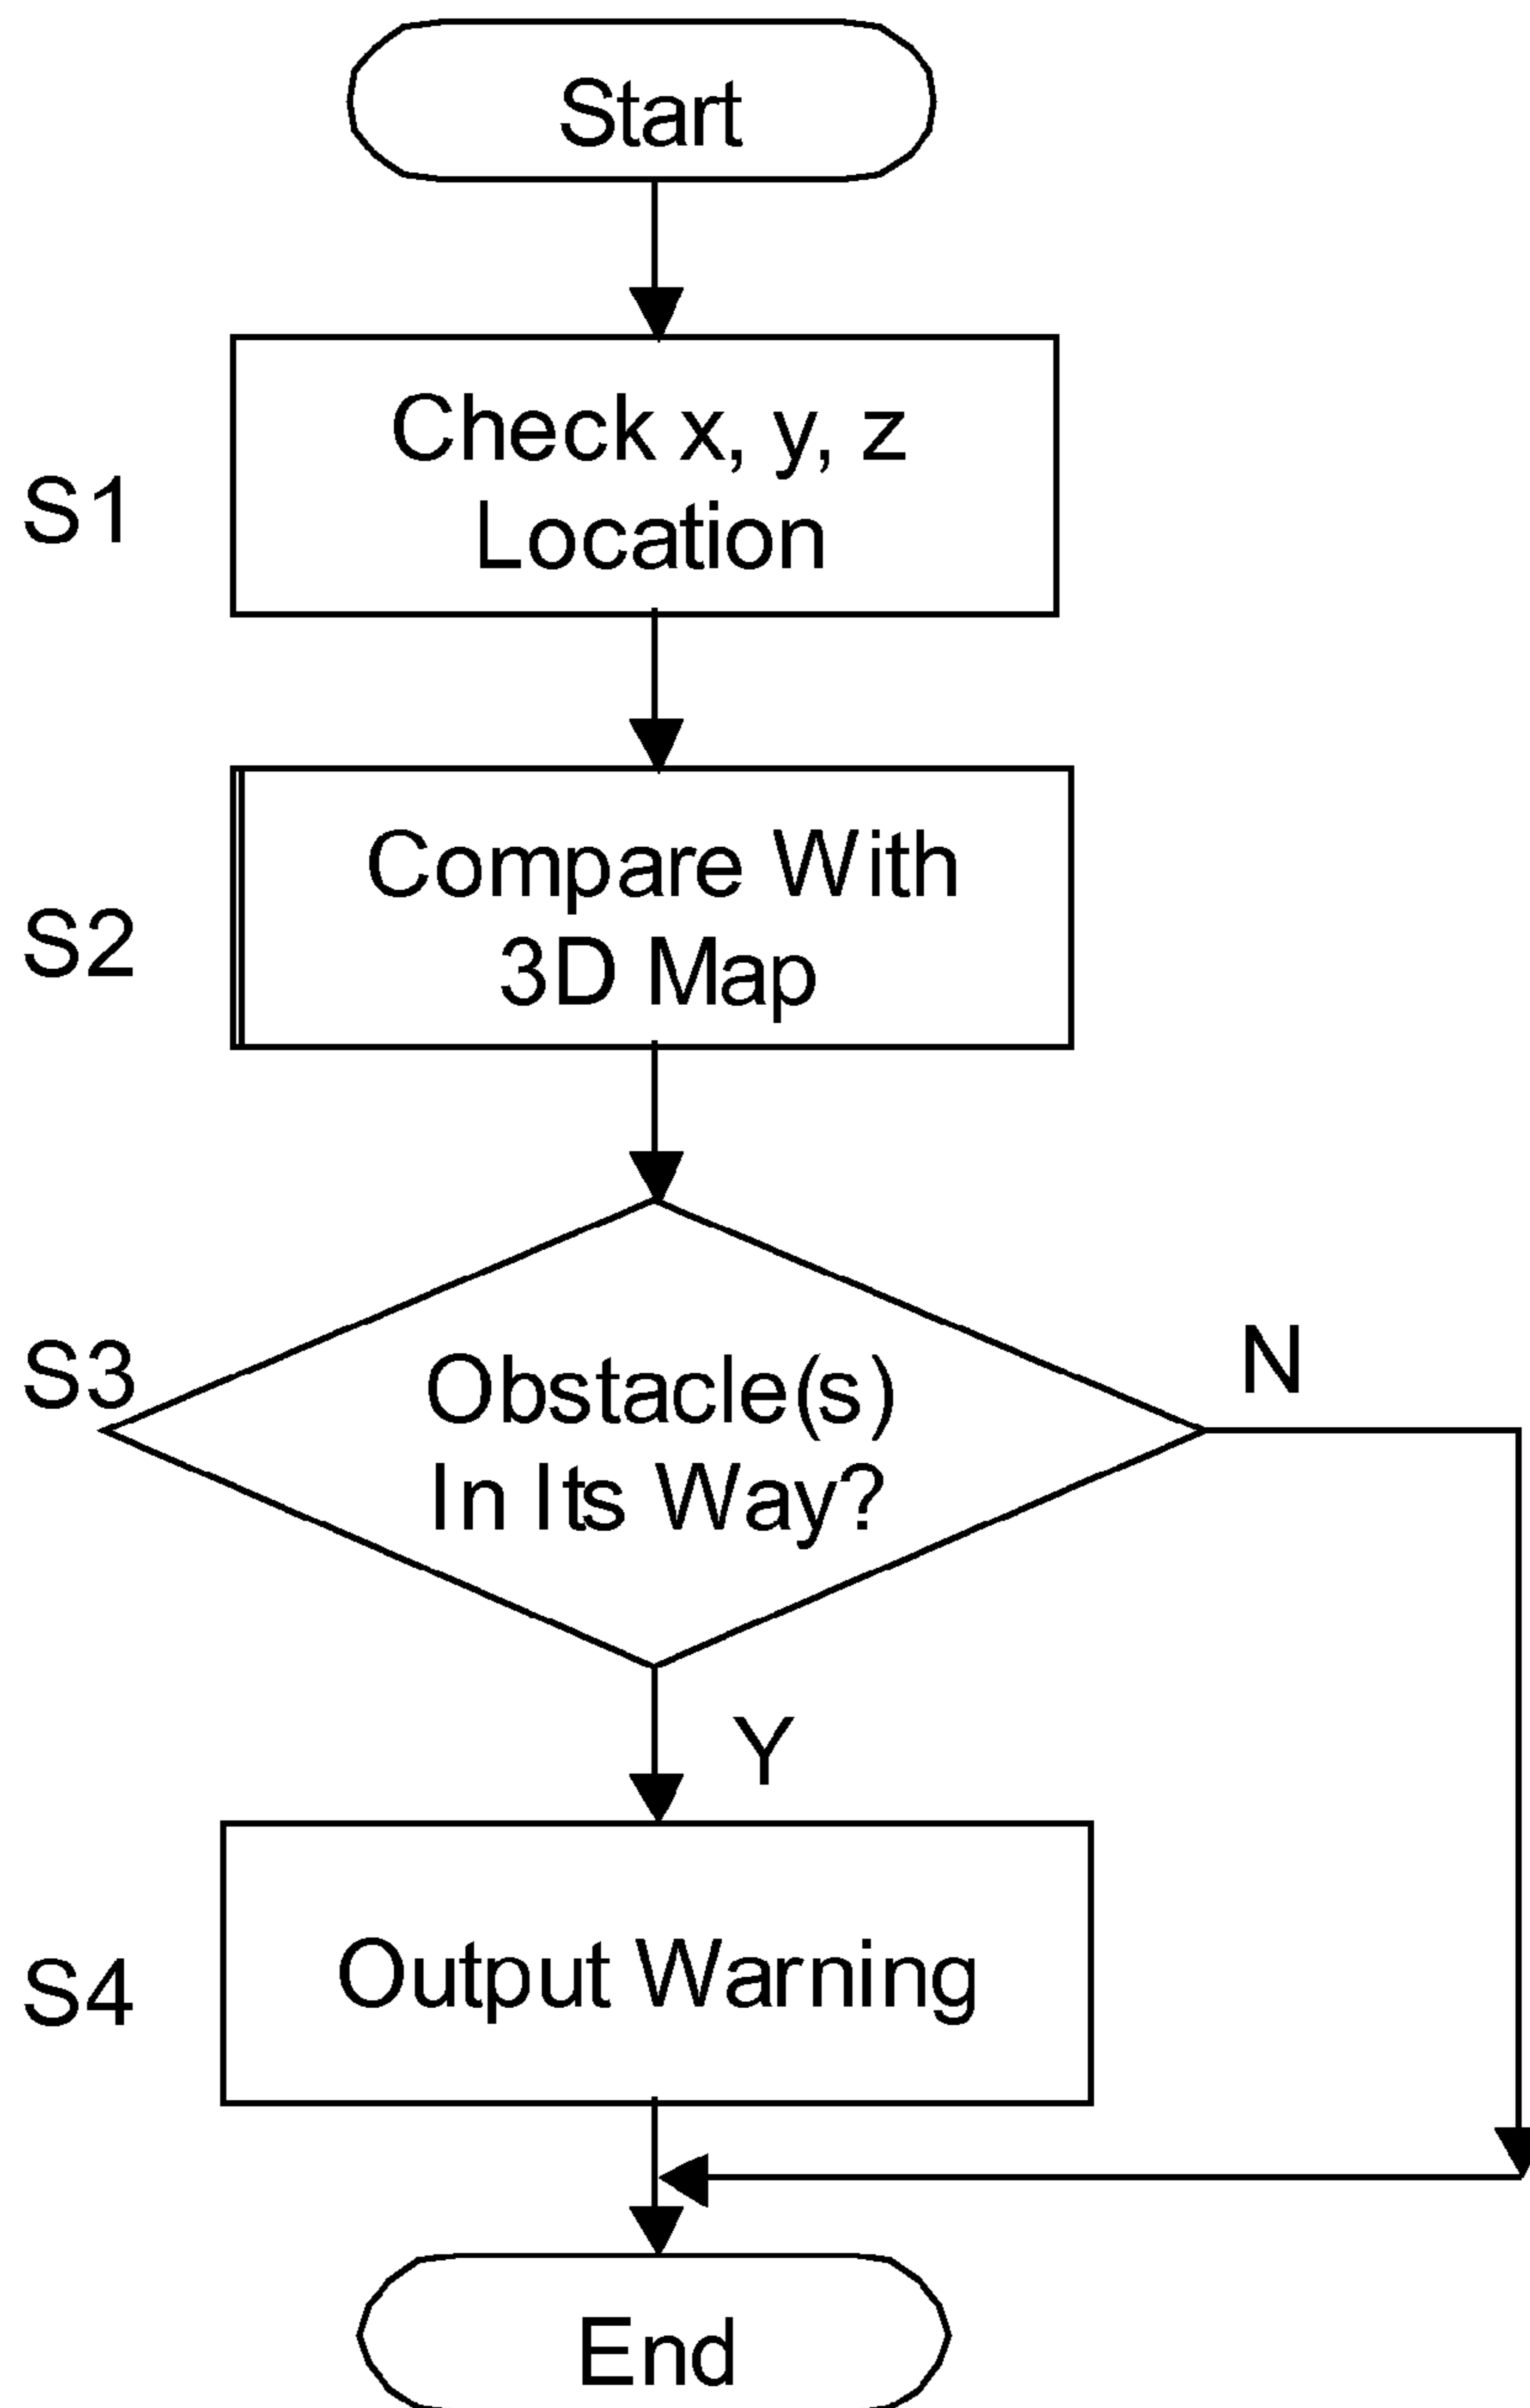 Start
S1
Check x, y, z
Location
S2
Compare With
3D Map
S3
Obstacle(s)
In Its Way?
N
Y
S4
Output Warning
End